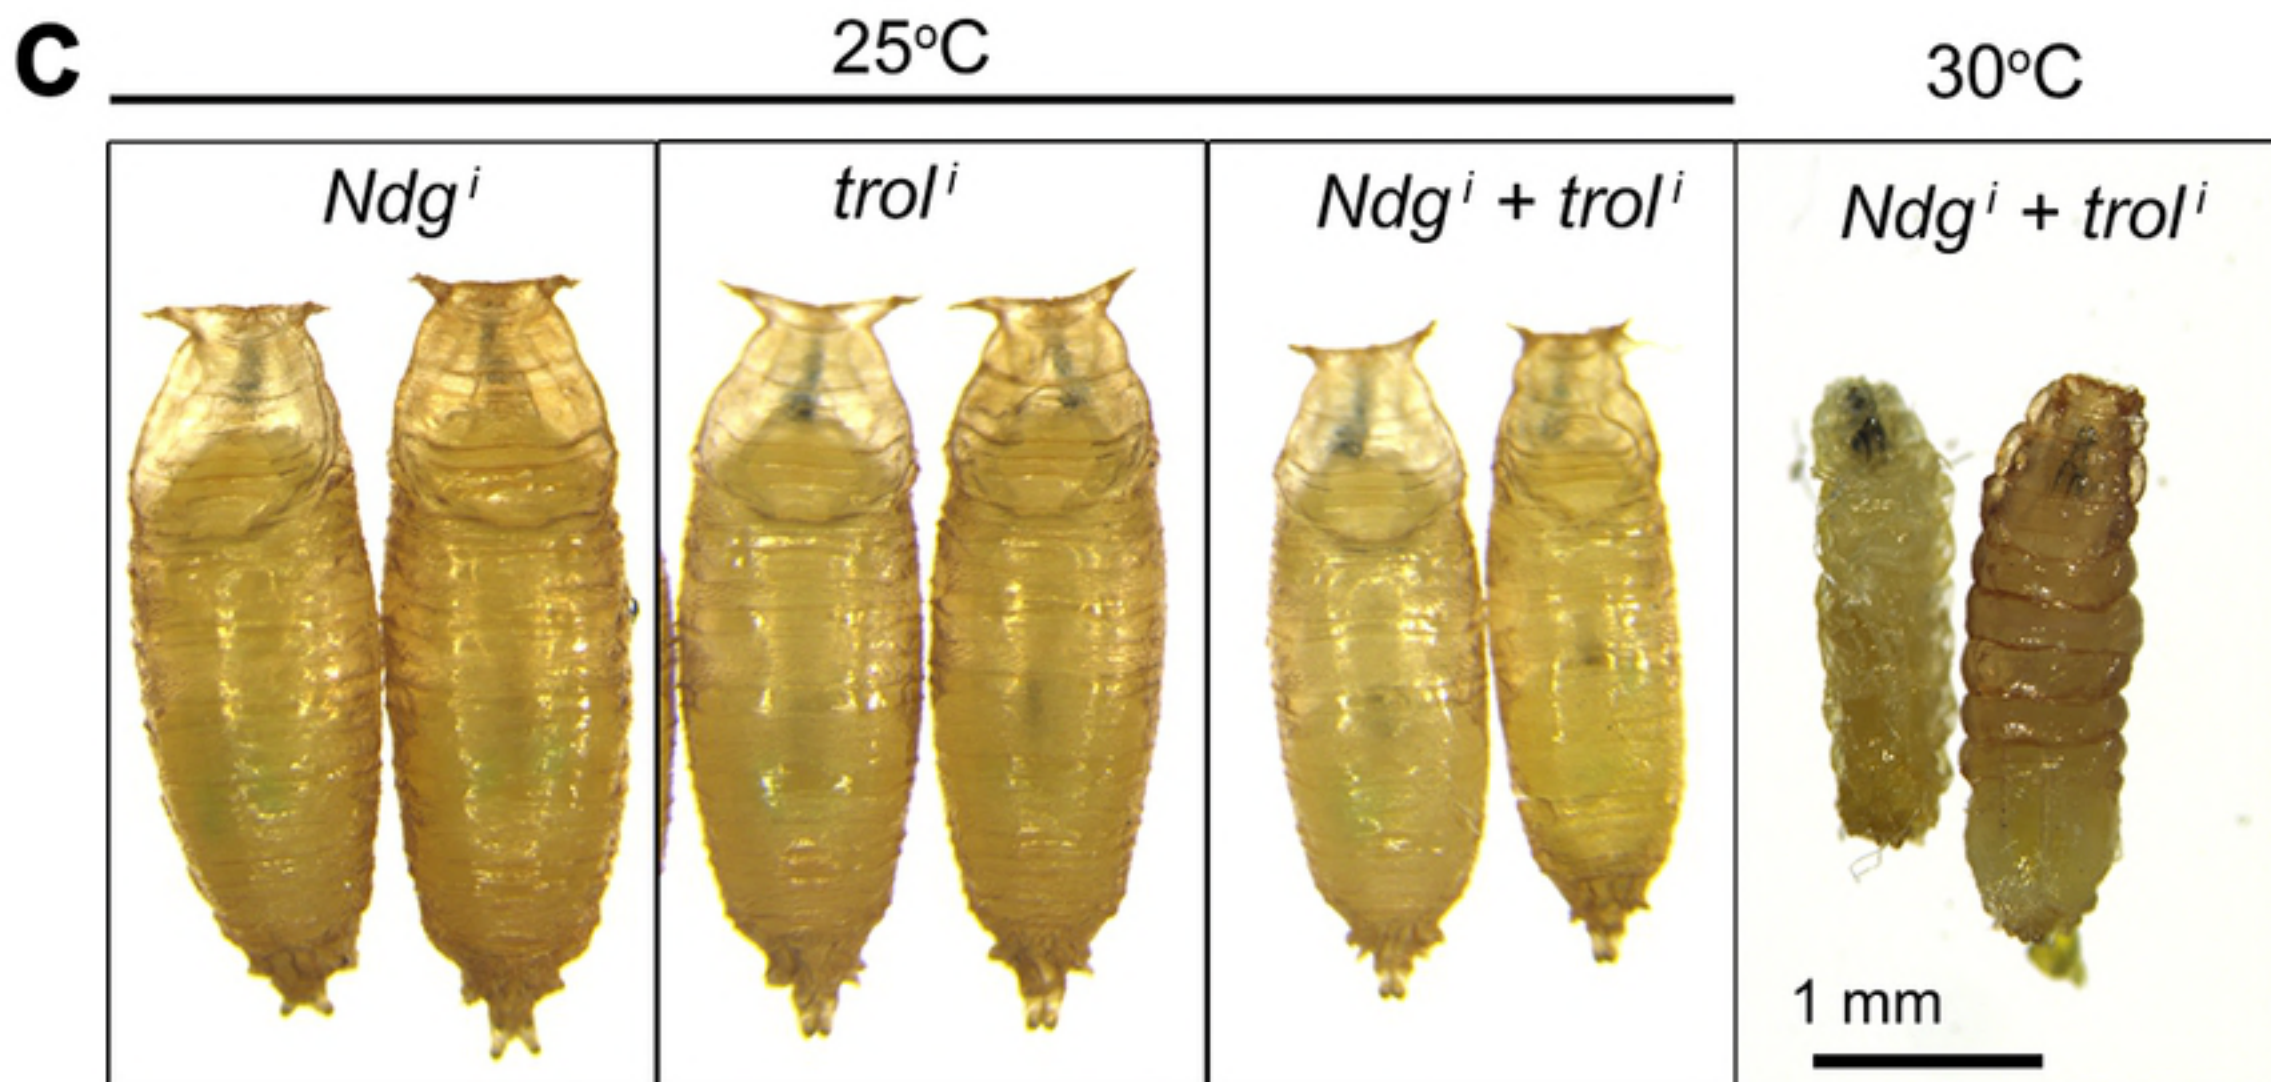 C
25°C
30°C
Ndg i
trol i
Ndg i + trol i
Ndg i + trol i
1 mm